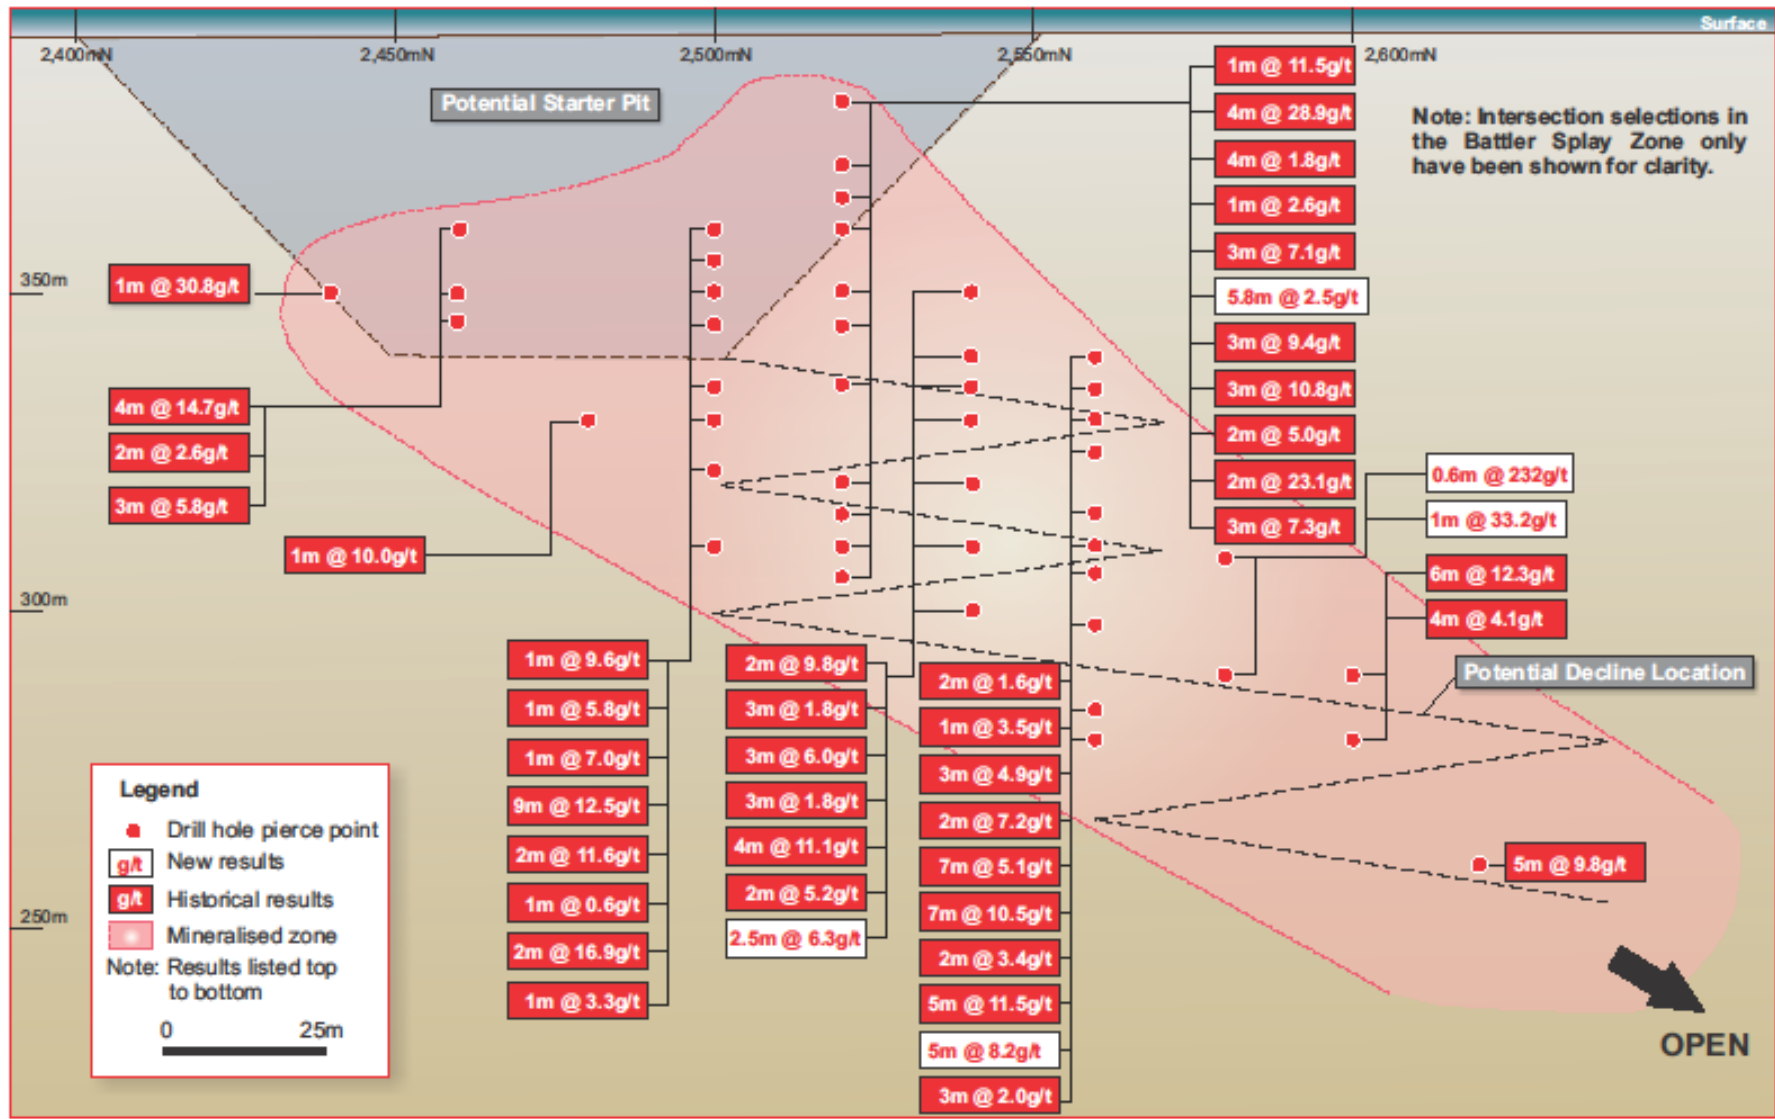 Surface
2,400mN
2,450mN
2,500mN
2,550mN
2,600mN
Potential Starter Pit
Note: Intersection selections in
the Battler Splay Zone only
have been shown for clarity.
1m @ 11.5g/t
4m @ 28.9g/t
4m @ 1.8g/t
1m @ 2.6g/t
3m @ 7.1g/t
5.8m @ 2.5g/t
3m @ 9.4g/t
3m @ 10.8g/t
2m @ 5.0g/t
2m @ 23.1g/t
3m @ 7.3g/t
350m
1m @ 30.8g/t
4m @ 14.7g/t
2m @ 2.6g/t
3m @ 5.8g/t
1m @ 10.0g/t
0.6m @ 232g/t
1m @ 33.2g/t
6m @ 12.3g/t
4m @ 4.1g/t
300m
Potential Decline Location
1m @ 9.6g/t
1m @ 5.8g/t
1m @ 7.0g/t
9m @ 12.5g/t
2m @ 11.6g/t
1m @ 0.6g/t
2m @ 16.9g/t
1m @ 3.3g/t
2m @ 9.8g/t
3m @ 1.8g/t
3m @ 6.0g/t
3m @ 1.8g/t
4m @ 11.1g/t
2m @ 5.2g/t
2.5m @ 6.3g/t
2m @ 1.6g/t
1m @ 3.5g/t
3m @ 4.9g/t
2m @ 7.2g/t
7m @ 5.1g/t
7m @ 10.5g/t
2m @ 3.4g/t
5m @ 11.5g/t
5m @ 8.2g/t
3m @ 2.0g/t
5m @ 9.8g/t
250m
Legend
Drill hole pierce point
g/t New results
g/t Historical results
Mineralised zone
Note: Results listed top
to bottom
0 25m
OPEN